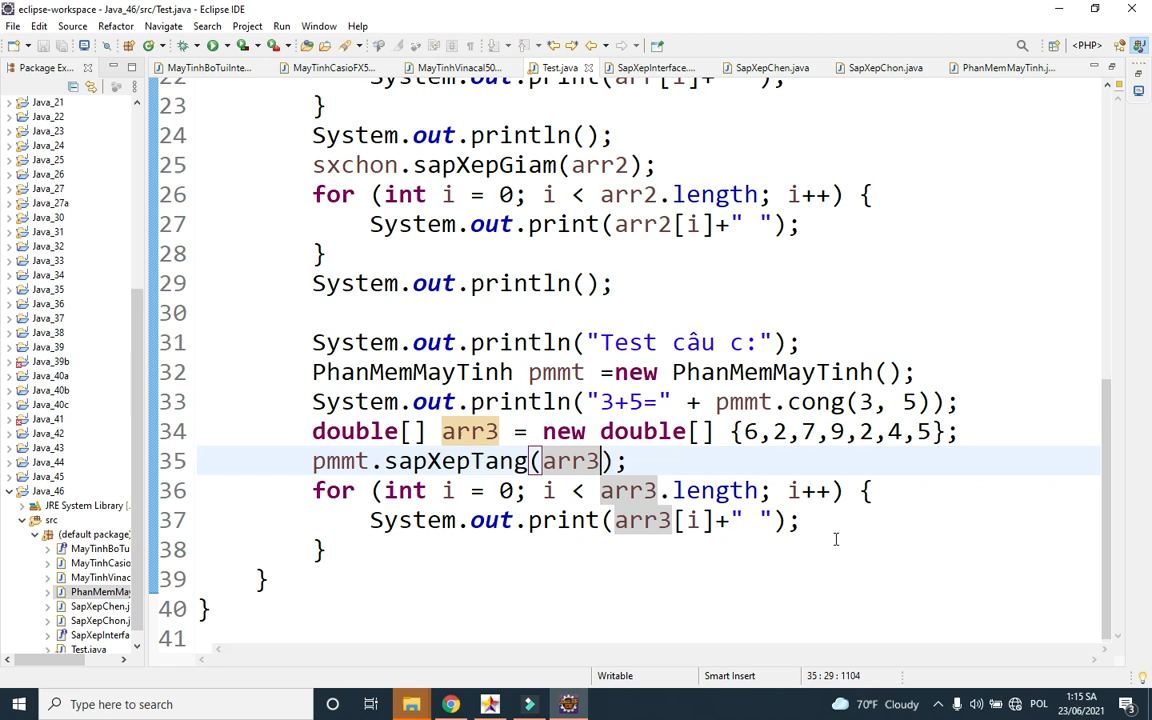 eclipse-workspace - Java_46/src/Test.java - Eclipse IDE
File Edit Source Refactor Navigate Search Project Run Window Help
<PHP>
Package Ex...
MayTinhBoTuiInte...
MayTinhCasioFX5...
MayTinhVinacal50...
Test.java
SapXepInterface....
SapXepChen.java
SapXepChon.java
PhanMemMayTinh.j...
Java_21
Java_22
Java_23
Java_24
Java_25
Java_26
Java_27
Java_27a
Java_30
Java_31
Java_32
Java_33
Java_34
Java_35
Java_36
Java_37
Java_38
Java_39
Java_39b
Java_40a
Java_40b
Java_40c
Java_41
Java_42
Java_43
Java_44
Java_45
Java_46
JRE System Library [
src
(default package)
MayTinhBoTu
MayTinhCasio
MayTinhVinac
PhanMemMay
SapXepChen.j
SapXepChon.j
SapXepInterfa
Test.java
22 System.out.print(arr[i]+" ");
23 }
24 System.out.println();
25 sxchon.sapXepGiam(arr2);
26 for (int i = 0; i < arr2.length; i++) {
27 System.out.print(arr2[i]+" ");
28 }
29 System.out.println();
30
31 System.out.println("Test câu c:");
32 PhanMemMayTinh pmmt =new PhanMemMayTinh();
33 System.out.println("3+5=" + pmmt.cong(3, 5));
34 double[] arr3 = new double[] {6,2,7,9,2,4,5};
35 pmmt.sapXepTang(arr3);
36 for (int i = 0; i < arr3.length; i++) {
37 System.out.print(arr3[i]+" ");
38 }
39 }
40 }
41
Writable Smart Insert 35 : 29 : 1104
Type here to search
70°F Cloudy
POL
1:15 SA
23/06/2021
3